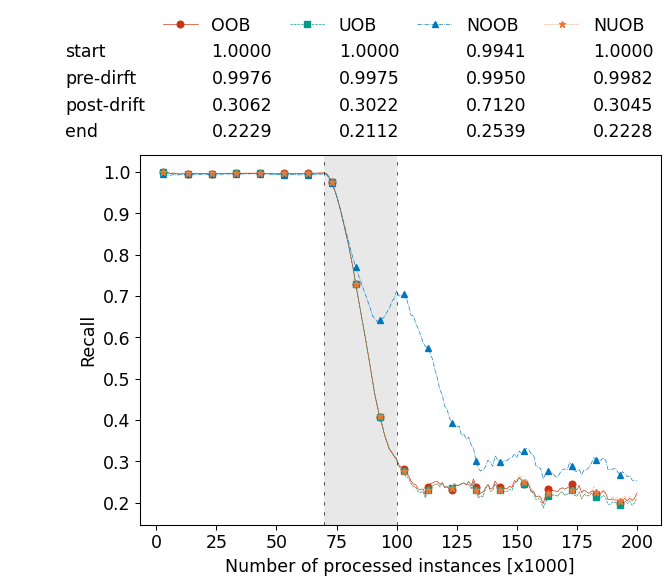 OOB UOB NOOB NUOB
start 1.0000 1.0000 0.9941 1.0000
pre-dirft 0.9976 0.9975 0.9950 0.9982
post-drift 0.3062 0.3022 0.7120 0.3045
end 0.2229 0.2112 0.2539 0.2228
1.0
0.9
0.8
0.7
0.6
0.5
0.4
0.3
0.2
Recall
0 25 50 75 100 125 150 175 200
Number of processed instances [x1000]